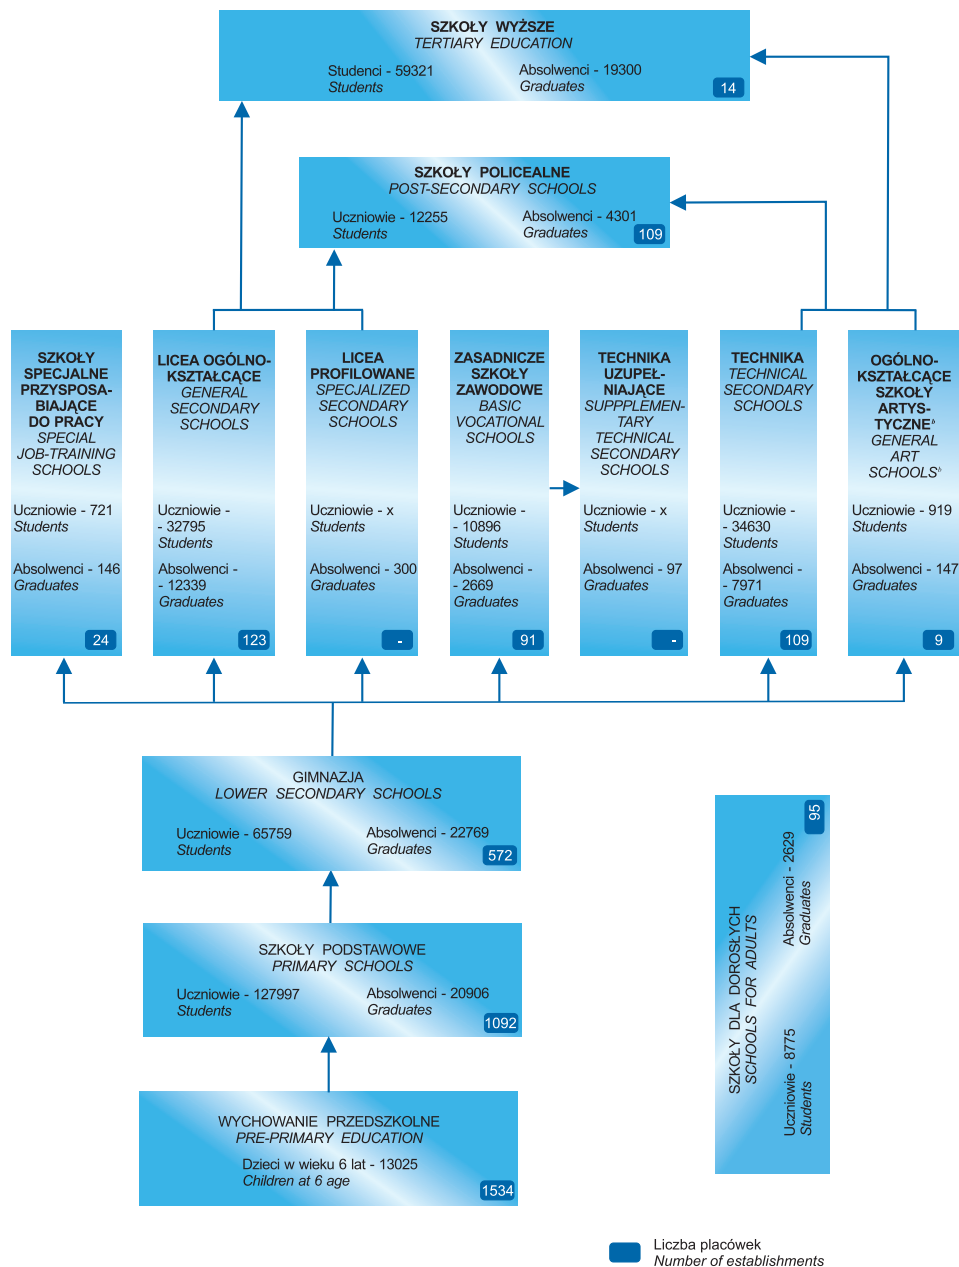 SZKOŁY WYŻSZE
TERTIARY EDUCATION
Studenci - 59321
Students
Absolwenci - 19300
Graduates
14
SZKOŁY POLICEALNE
POST-SECONDARY SCHOOLS
Uczniowie - 12255
Students
Absolwenci - 4301
Graduates
109
SZKOŁY
SPECJALNE
PRZYSPOSA-
BIAJĄCE
DO PRACY
SPECIAL
JOB-TRAINING
SCHOOLS
Uczniowie - 721
Students
Absolwenci - 146
Graduates
24
LICEA OGÓLNO-
KSZTAŁCĄCE
GENERAL
SECONDARY
SCHOOLS
Uczniowie -
- 32795
Students
Absolwenci -
- 12339
Graduates
123
LICEA
PROFILOWANE
SPECJALIZED
SECONDARY
SCHOOLS
Uczniowie - x
Students
Absolwenci - 300
Graduates
-
ZASADNICZE
SZKOŁY
ZAWODOWE
BASIC
VOCATIONAL
SCHOOLS
Uczniowie -
- 10896
Students
Absolwenci -
- 2669
Graduates
91
TECHNIKA
UZUPEŁ-
NIAJĄCE
SUPPPLEMEN-
TARY
TECHNICAL
SECONDARY
SCHOOLS
Uczniowie - x
Students
Absolwenci - 97
Graduates
-
TECHNIKA
TECHNICAL
SECONDARY
SCHOOLS
Uczniowie -
- 34630
Students
Absolwenci -
- 7971
Graduates
109
OGÓLNO-
KSZTAŁCĄCE
SZKOŁY
ARTYS-
TYCZNEᵇ
GENERAL
ART
SCHOOLSᵇ
Uczniowie - 919
Students
Absolwenci - 147
Graduates
9
GIMNAZJA
LOWER SECONDARY SCHOOLS
Uczniowie - 65759
Students
Absolwenci - 22769
Graduates
572
SZKOŁY PODSTAWOWE
PRIMARY SCHOOLS
Uczniowie - 127997
Students
Absolwenci - 20906
Graduates
1092
WYCHOWANIE PRZEDSZKOLNE
PRE-PRIMARY EDUCATION
Dzieci w wieku 6 lat - 13025
Children at 6 age
1534
SZKOŁY DLA DOROSŁYCH
SCHOOLS FOR ADULTS
Uczniowie - 8775
Students
Absolwenci - 2629
Graduates
95
Liczba placówek
Number of establishments